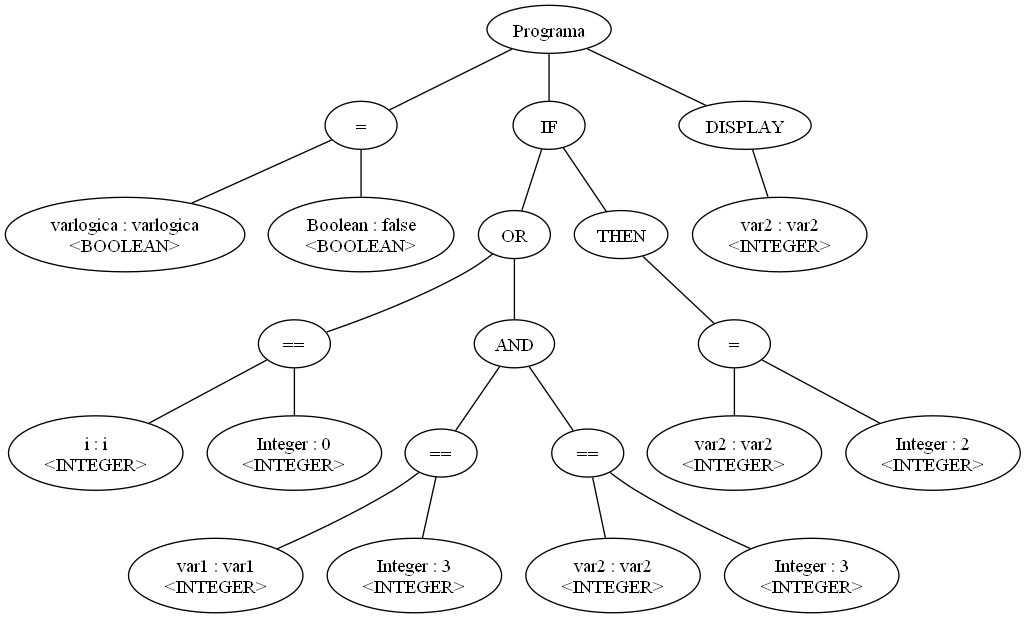 Programa
=
IF
DISPLAY
varlogica : varlogica
<BOOLEAN>
Boolean : false
<BOOLEAN>
OR
THEN
var2 : var2
<INTEGER>
==
AND
=
i : i
<INTEGER>
Integer : 0
<INTEGER>
==
==
var2 : var2
<INTEGER>
Integer : 2
<INTEGER>
var1 : var1
<INTEGER>
Integer : 3
<INTEGER>
var2 : var2
<INTEGER>
Integer : 3
<INTEGER>